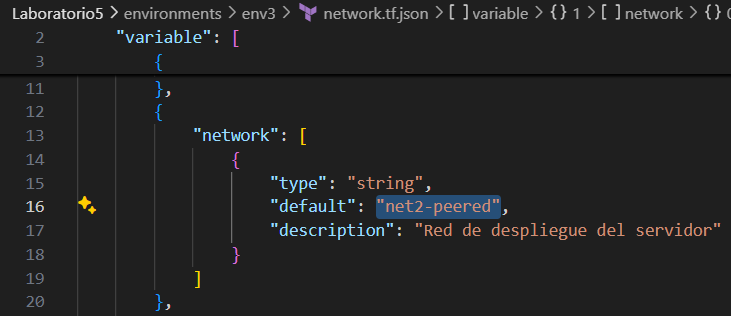 Laboratorio5 > environments > env3 > network.tf.json > [ ] variable > {} 1 > [ ] network > {} 0
2 "variable": [
3 {
11 },
12 {
13 "network": [
14 {
15 "type": "string",
16 "default": "net2-peered",
17 "description": "Red de despliegue del servidor"
18 }
19 ]
20 },